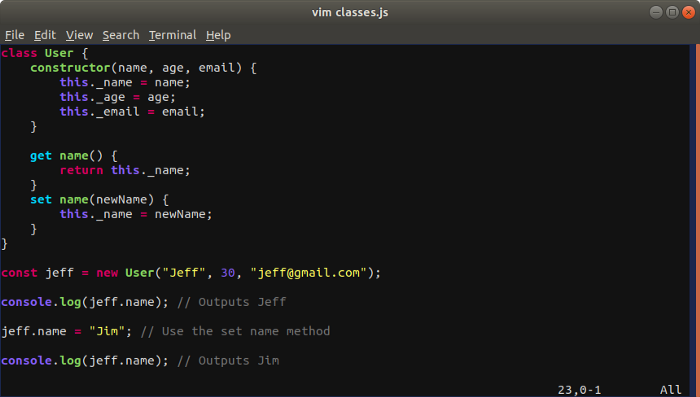 vim classes.js
File Edit View Search Terminal Help
class User {
    constructor(name, age, email) {
        this._name = name;
        this._age = age;
        this._email = email;
    }

    get name() {
        return this._name;
    }
    set name(newName) {
        this._name = newName;
    }
}

const jeff = new User("Jeff", 30, "jeff@gmail.com");

console.log(jeff.name); // Outputs Jeff

jeff.name = "Jim"; // Use the set name method

console.log(jeff.name); // Outputs Jim

23,0-1 All